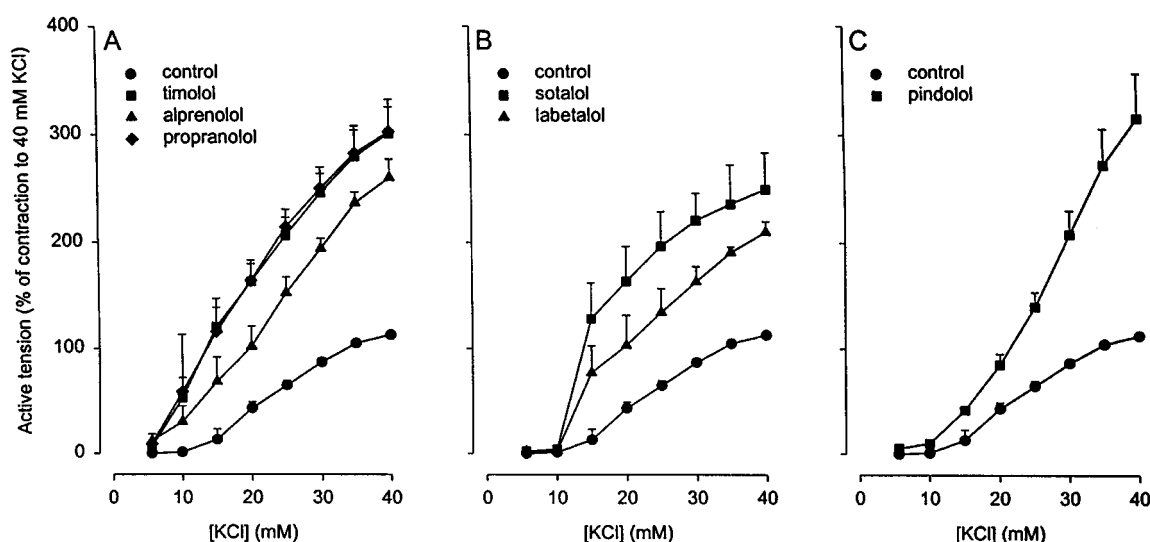 Active tension (% of contraction to 40 mM KCl)
400
300
200
100
0
A
control
timolol
alprenolol
propranolol
0 10 20 30 40
[KCl] (mM)
B
control
sotalol
labetalol
0 10 20 30 40
[KCl] (mM)
C
control
pindolol
0 10 20 30 40
[KCl] (mM)